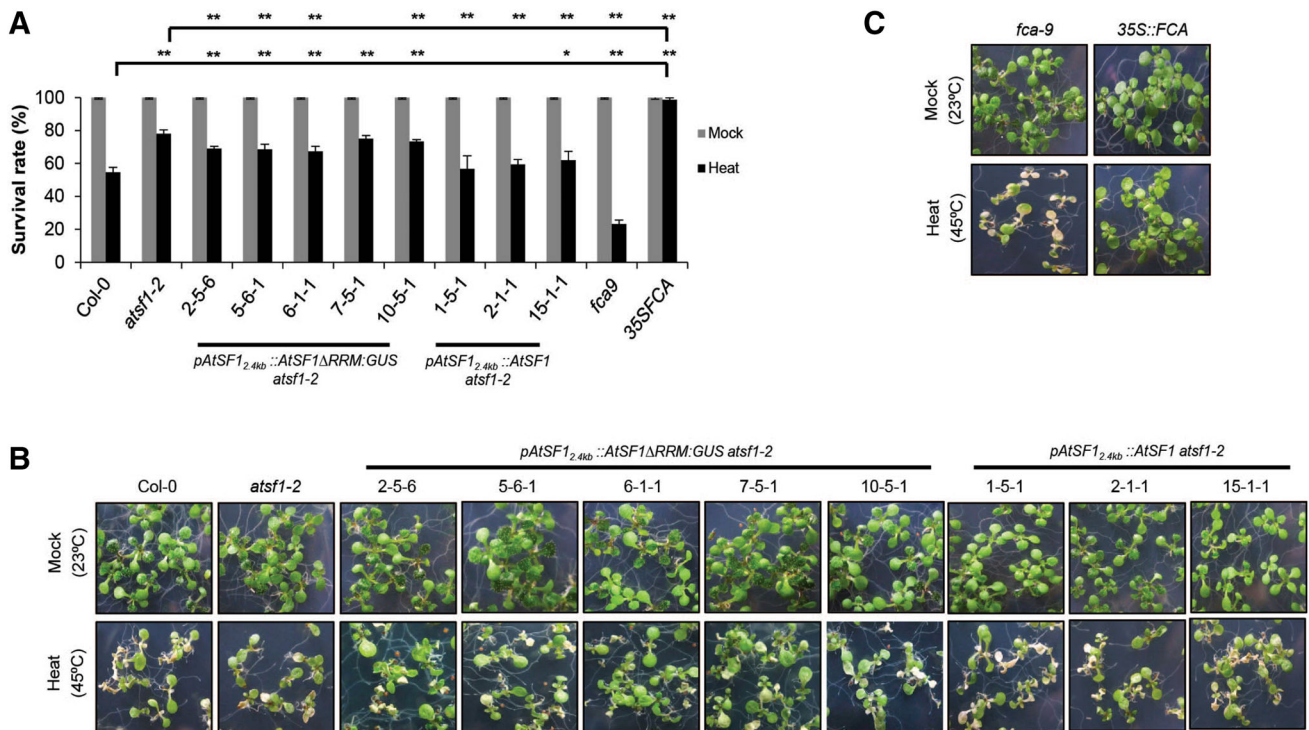 A
** ** ** ** ** ** ** **
** ** ** ** ** ** * ** **
Survival rate (%)
100
80
60
40
20
0
Mock
Heat
Col-0
atsf1-2
2-5-6
5-6-1
6-1-1
7-5-1
10-5-1
1-5-1
2-1-1
15-1-1
fca9
35SFCA
pAtSF12.4kb::AtSF1ΔRRM:GUS
atsf1-2
pAtSF12.4kb::AtSF1
atsf1-2
C
fca-9 35S::FCA
Mock
(23ºC)
Heat
(45ºC)
B
pAtSF12.4kb::AtSF1ΔRRM:GUS atsf1-2 pAtSF12.4kb::AtSF1 atsf1-2
Col-0 atsf1-2 2-5-6 5-6-1 6-1-1 7-5-1 10-5-1 1-5-1 2-1-1 15-1-1
Mock
(23ºC)
Heat
(45ºC)